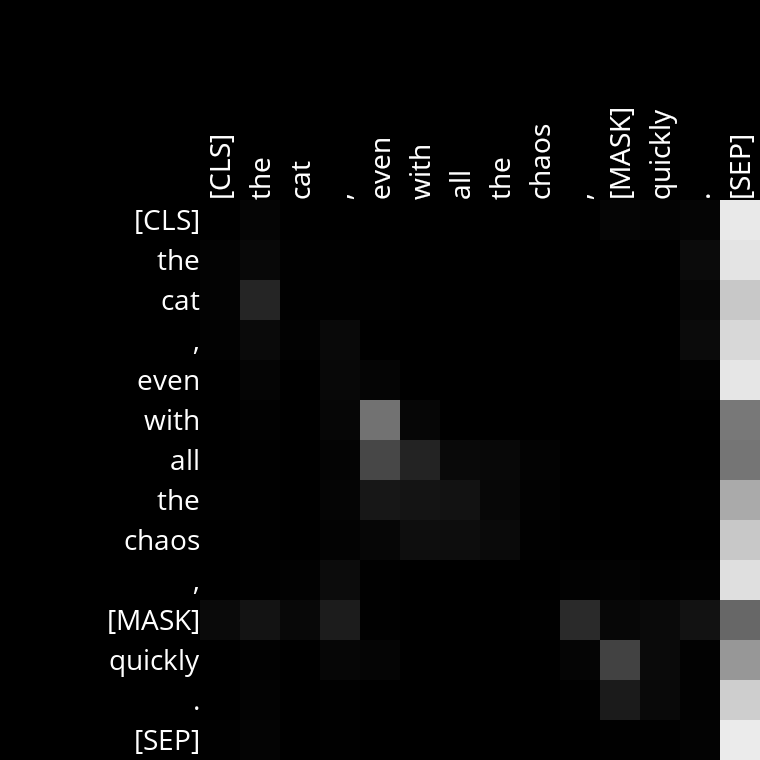 [CLS] the cat , even with all the chaos , [MASK] quickly . [SEP]
[CLS]
the
cat
,
even
with
all
the
chaos
,
[MASK]
quickly
.
[SEP]